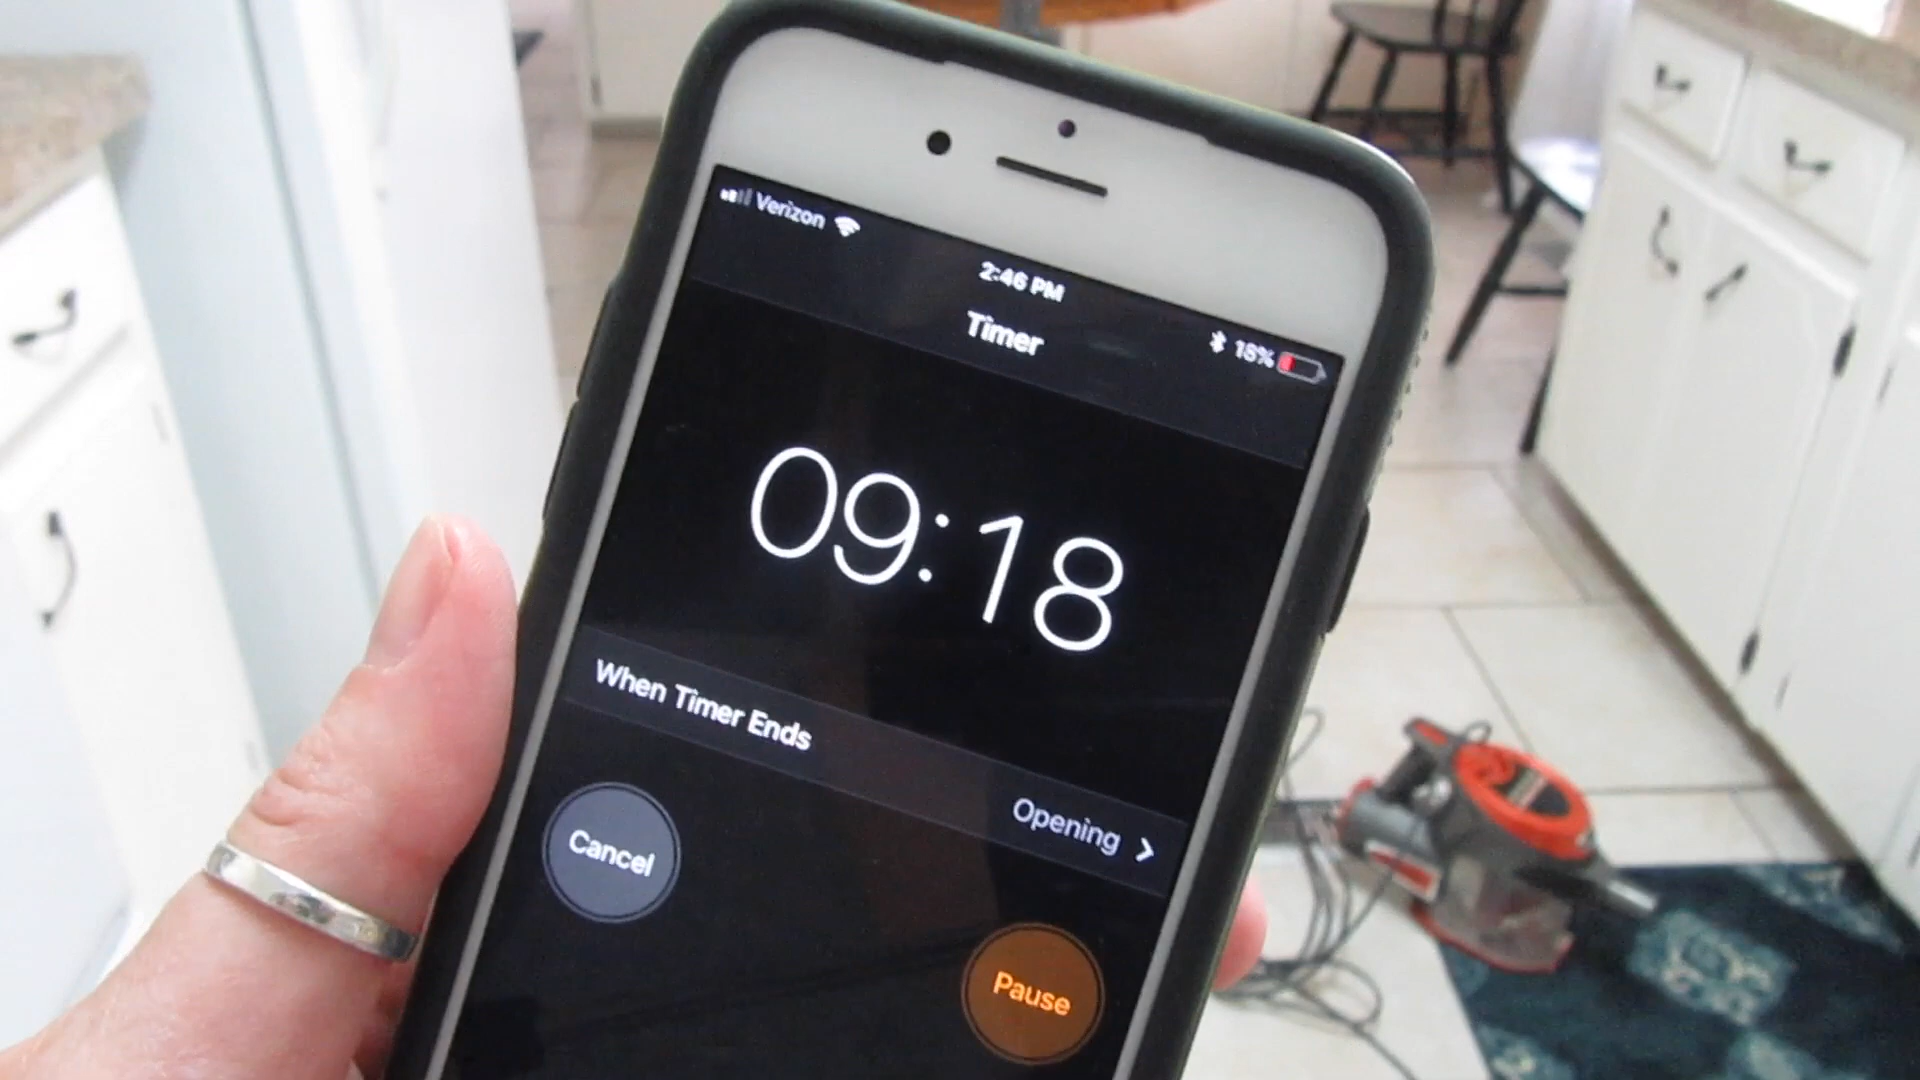 Verizon
2:46 PM
18%
Timer
09:18
When Timer Ends
Opening
Cancel
Pause